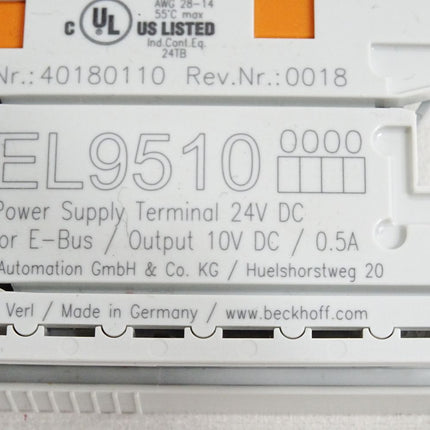 AWG 28-14
55°C max
C UL US LISTED
Ind.Cont.Eq.
24TB
Nr.: 40180110 Rev.Nr.: 0018
EL9510 0000
Power Supply Terminal 24V DC
or E-Bus / Output 10V DC / 0.5A
Automation GmbH & Co. KG / Huelshorstweg 20
Verl / Made in Germany / www.beckhoff.com